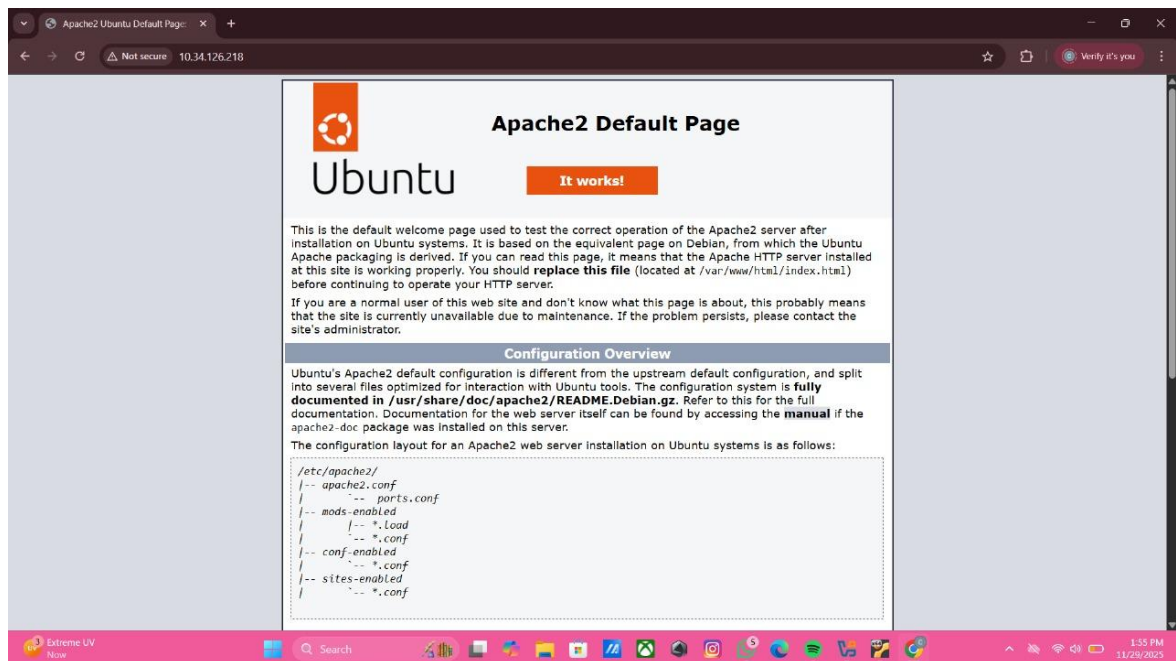 Apache2 Ubuntu Default Page:
Not secure
10.34.126.218
Verify it's you
Ubuntu
Apache2 Default Page
It works!
This is the default welcome page used to test the correct operation of the Apache2 server after
installation on Ubuntu systems. It is based on the equivalent page on Debian, from which the Ubuntu
Apache packaging is derived. If you can read this page, it means that the Apache HTTP server installed
at this site is working properly. You should replace this file (located at /var/www/html/index.html)
before continuing to operate your HTTP server.
If you are a normal user of this web site and don't know what this page is about, this probably means
that the site is currently unavailable due to maintenance. If the problem persists, please contact the
site's administrator.
Configuration Overview
Ubuntu's Apache2 default configuration is different from the upstream default configuration, and split
into several files optimized for interaction with Ubuntu tools. The configuration system is fully
documented in /usr/share/doc/apache2/README.Debian.gz. Refer to this for the full
documentation. Documentation for the web server itself can be found by accessing the manual if the
apache2-doc package was installed on this server.
The configuration layout for an Apache2 web server installation on Ubuntu systems is as follows:
/etc/apache2/
|-- apache2.conf
|       `--  ports.conf
|-- mods-enabled
|       |-- *.load
|       `-- *.conf
|-- conf-enabled
|       `-- *.conf
|-- sites-enabled
|       `-- *.conf
Extreme UV
Now
Search
1:55 PM
11/29/2025